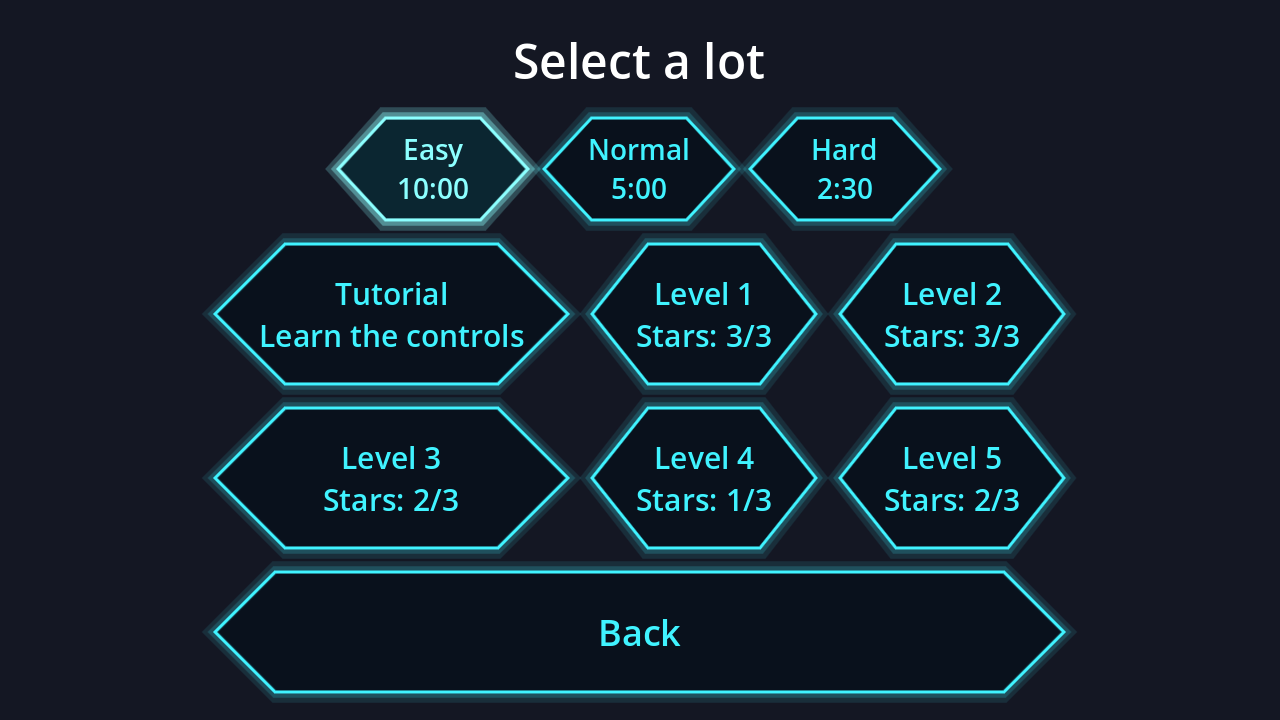 Select a lot
Easy
10:00
Normal
5:00
Hard
2:30
Tutorial
Learn the controls
Level 1
Stars: 3/3
Level 2
Stars: 3/3
Level 3
Stars: 2/3
Level 4
Stars: 1/3
Level 5
Stars: 2/3
Back